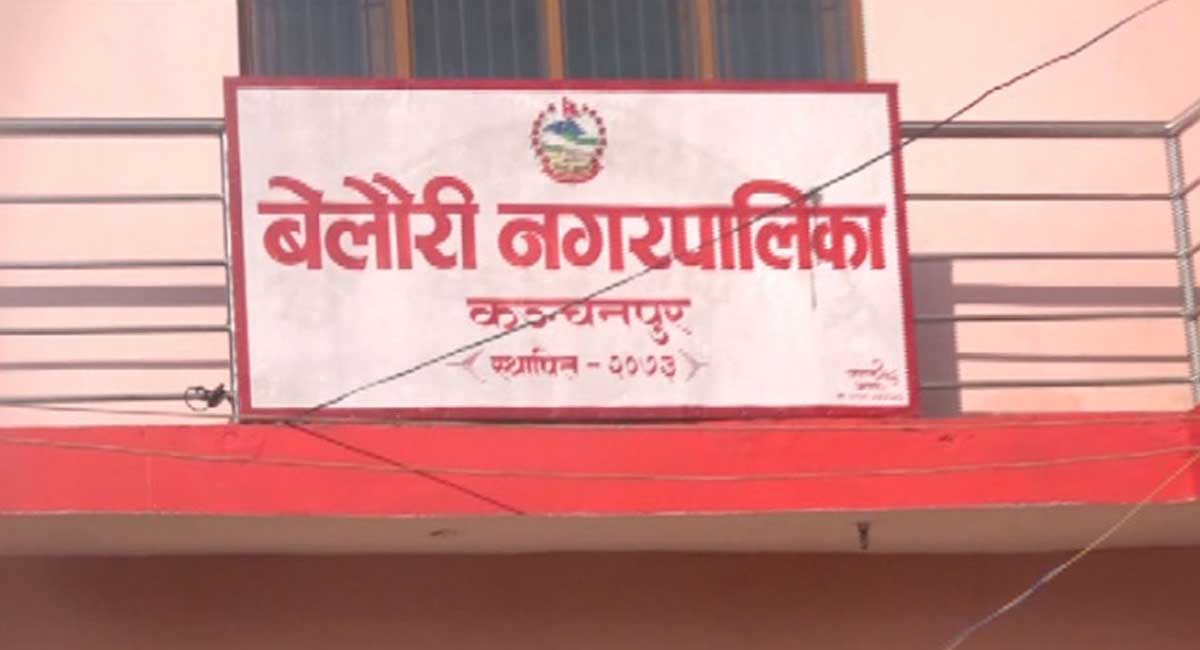 बेलौरी नगरपालिका
कञ्चनपुर
स्थापित - २०७३